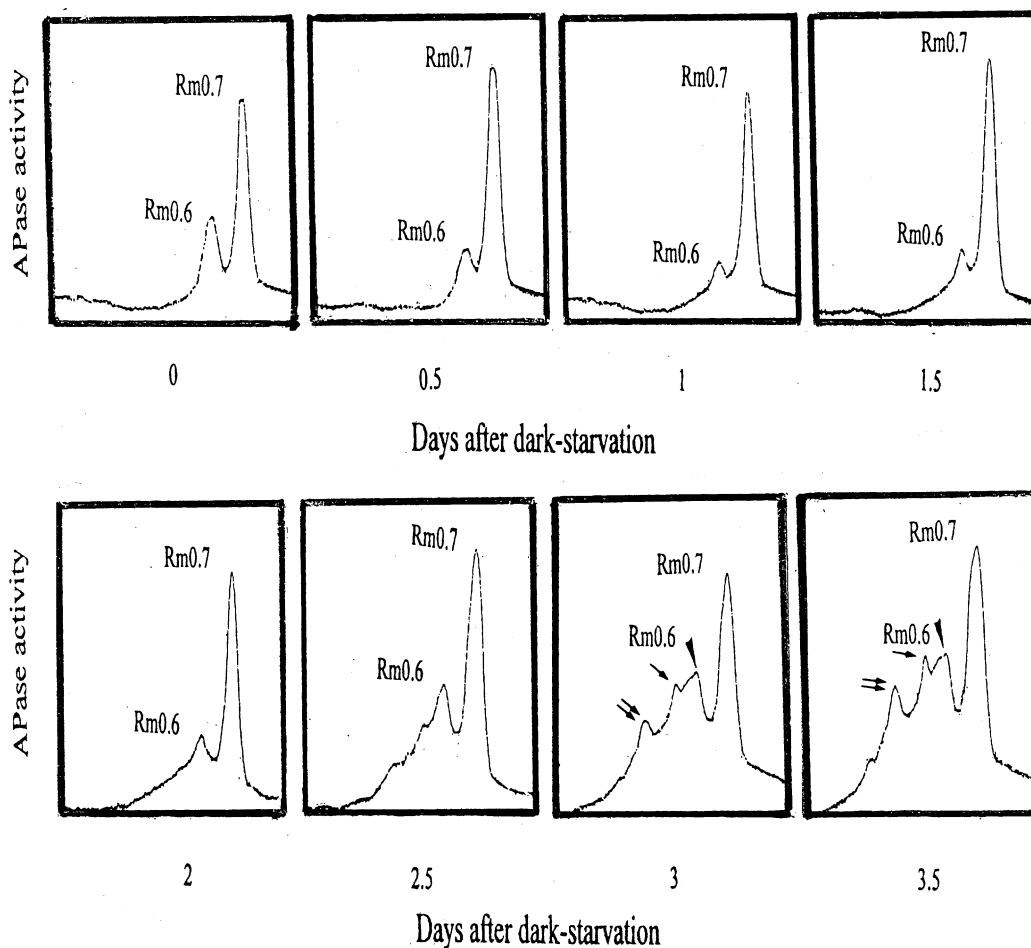 APase activity
Rm0.7
Rm0.6
Rm0.7
Rm0.6
Rm0.7
Rm0.6
Rm0.7
Rm0.6
0
0.5
1
1.5
Days after dark-starvation
APase activity
Rm0.7
Rm0.6
Rm0.7
Rm0.6
Rm0.7
Rm0.6
Rm0.7
Rm0.6
2
2.5
3
3.5
Days after dark-starvation